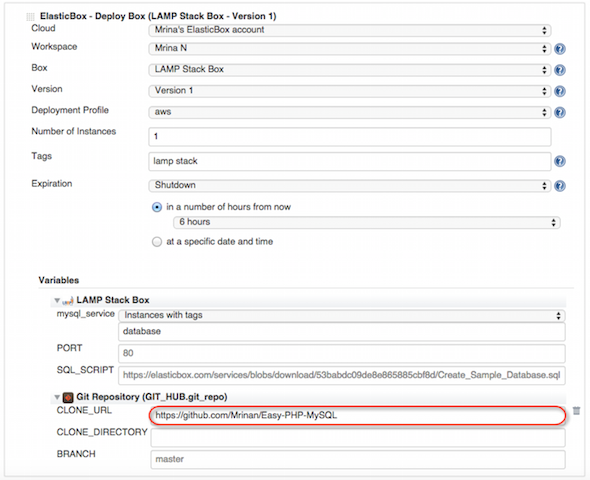 ElasticBox - Deploy Box (LAMP Stack Box - Version 1)
Cloud Mrina's ElasticBox account
Workspace Mrina N
Box LAMP Stack Box
Version Version 1
Deployment Profile aws
Number of Instances 1
Tags lamp stack
Expiration Shutdown
in a number of hours from now
6 hours
at a specific date and time
Variables
LAMP Stack Box
mysql_service Instances with tags
database
PORT 80
SQL_SCRIPT https://elasticbox.com/services/blobs/download/53babdc09de8e865885cbf8d/Create_Sample_Database.sql
Git Repository (GIT_HUB.git_repo)
CLONE_URL https://github.com/Mrinan/Easy-PHP-MySQL
CLONE_DIRECTORY
BRANCH master